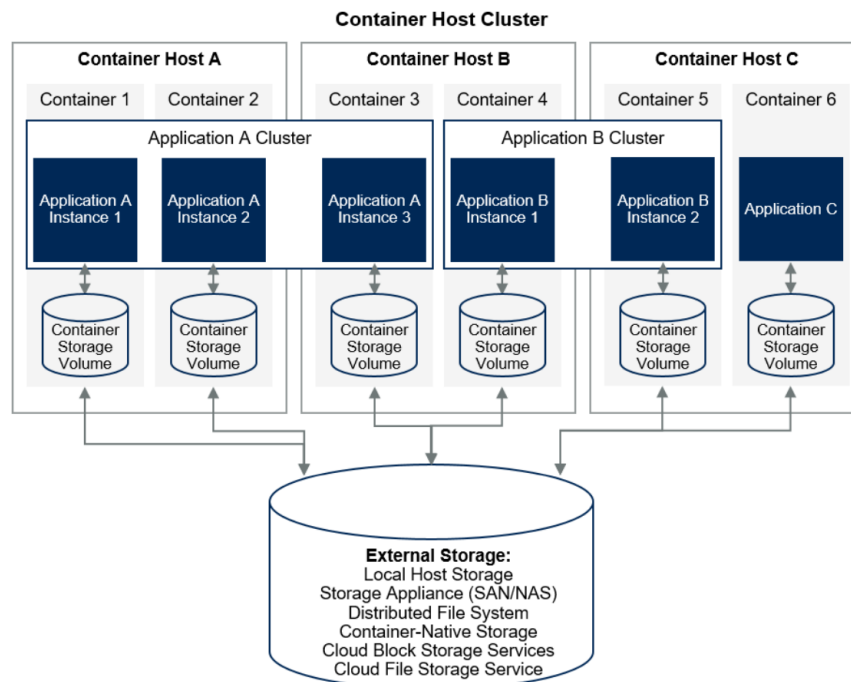 Container Host Cluster
Container Host A
Container Host B
Container Host C
Container 1
Container 2
Container 3
Container 4
Container 5
Container 6
Application A Cluster
Application B Cluster
Application A
Instance 1
Application A
Instance 2
Application A
Instance 3
Application B
Instance 1
Application B
Instance 2
Application C
Container
Storage
Volume
Container
Storage
Volume
Container
Storage
Volume
Container
Storage
Volume
Container
Storage
Volume
Container
Storage
Volume
External Storage:
Local Host Storage
Storage Appliance (SAN/NAS)
Distributed File System
Container-Native Storage
Cloud Block Storage Services
Cloud File Storage Service